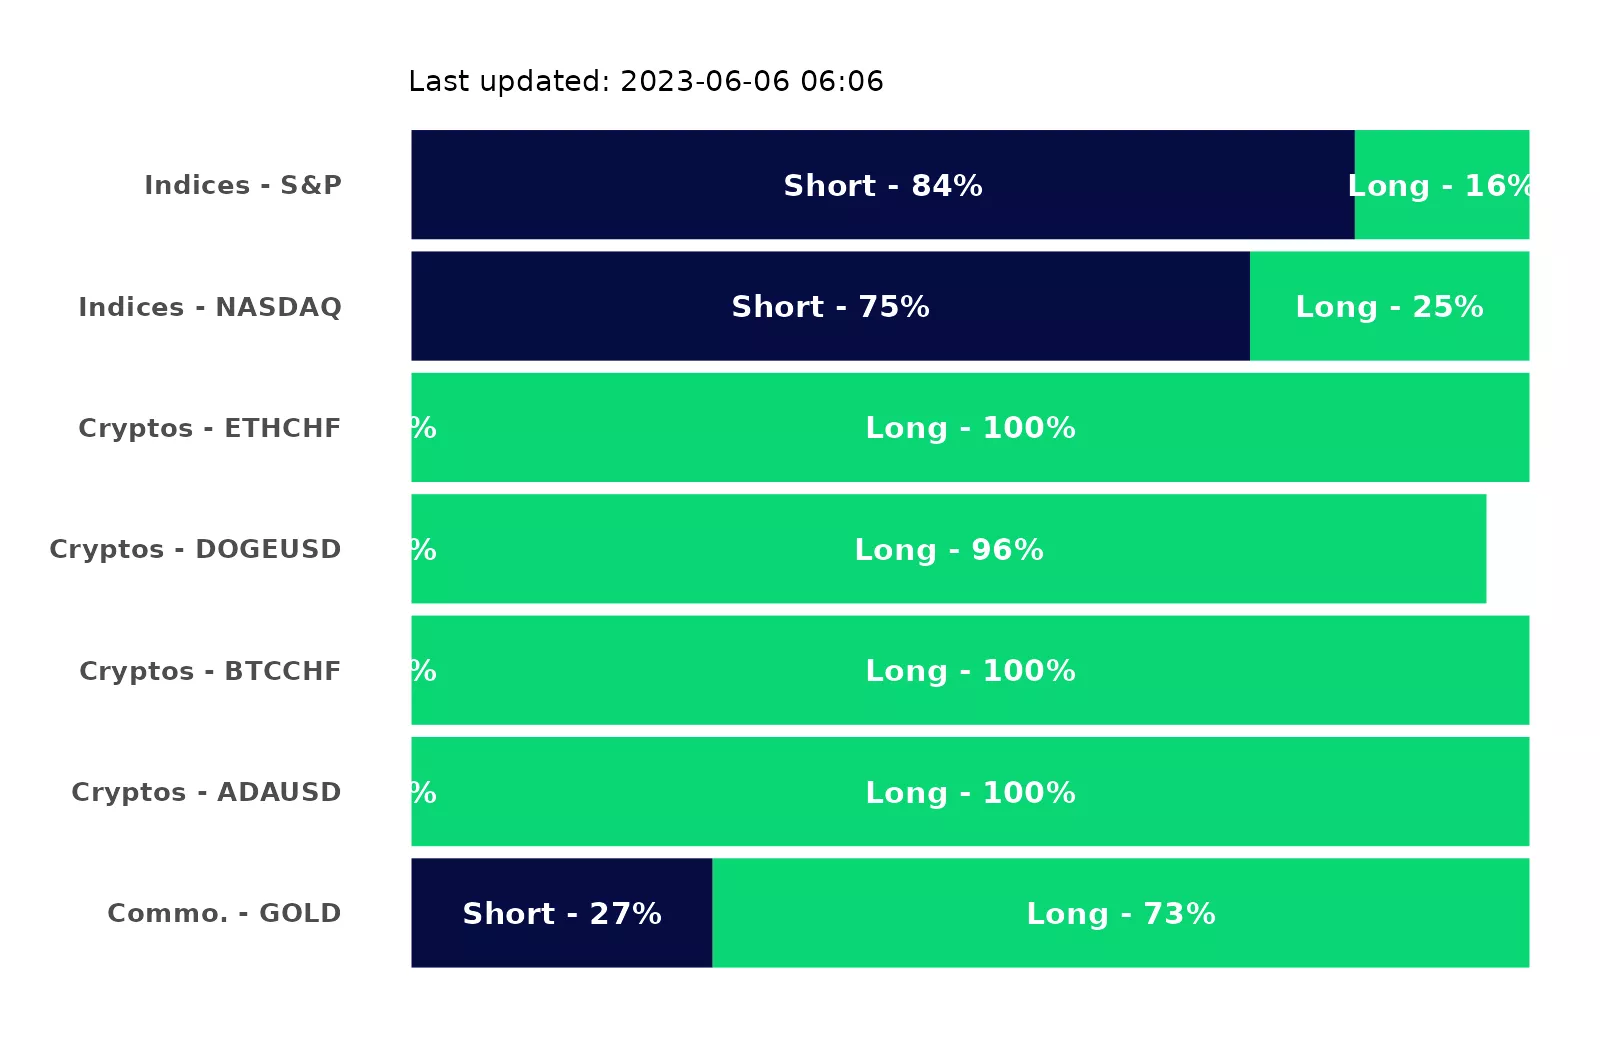 Last updated: 2023-06-06 06:06
Indices - S&P Short - 84% Long - 16%
Indices - NASDAQ Short - 75% Long - 25%
Cryptos - ETHCHF % Long - 100%
Cryptos - DOGEUSD % Long - 96%
Cryptos - BTCCHF % Long - 100%
Cryptos - ADAUSD % Long - 100%
Commo. - GOLD Short - 27% Long - 73%